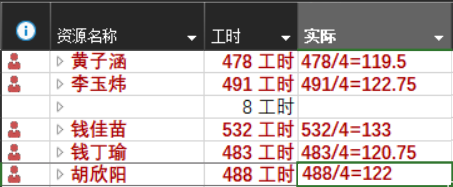 资源名称 工时 实际
黄子涵 478 工时 478/4=119.5
李玉炜 491 工时 491/4=122.75
8 工时
钱佳苗 532 工时 532/4=133
钱丁瑜 483 工时 483/4=120.75
胡欣阳 488 工时 488/4=122